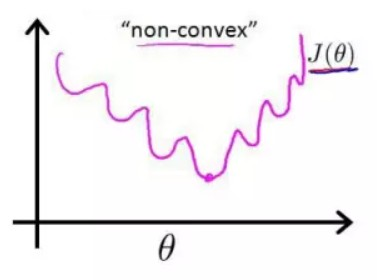 “non-convex”
J(θ)
θ